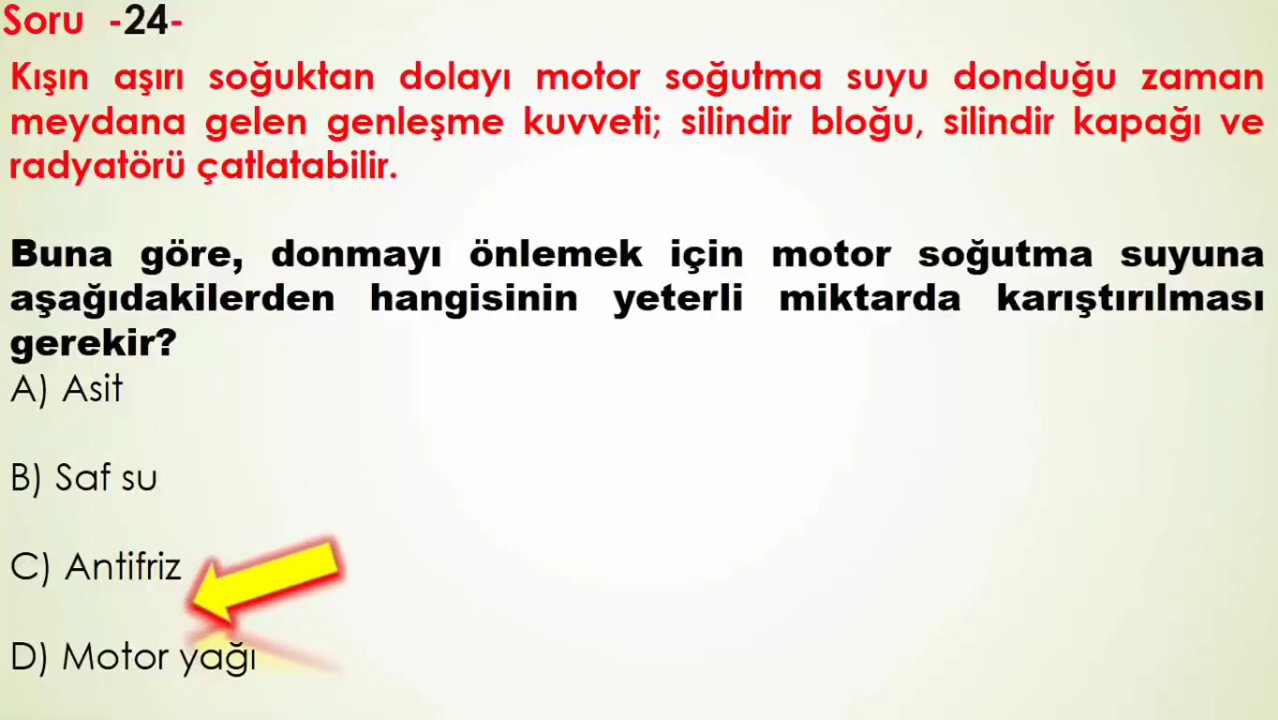 Soru -24-
Kışın aşırı soğuktan dolayı motor soğutma suyu donduğu zaman
meydana gelen genleşme kuvveti; silindir bloğu, silindir kapağı ve
radyatörü çatlatabilir.
Buna göre, donmayı önlemek için motor soğutma suyuna
aşağıdakilerden hangisinin yeterli miktarda karıştırılması
gerekir?
A) Asit
B) Saf su
C) Antifriz
D) Motor yağı